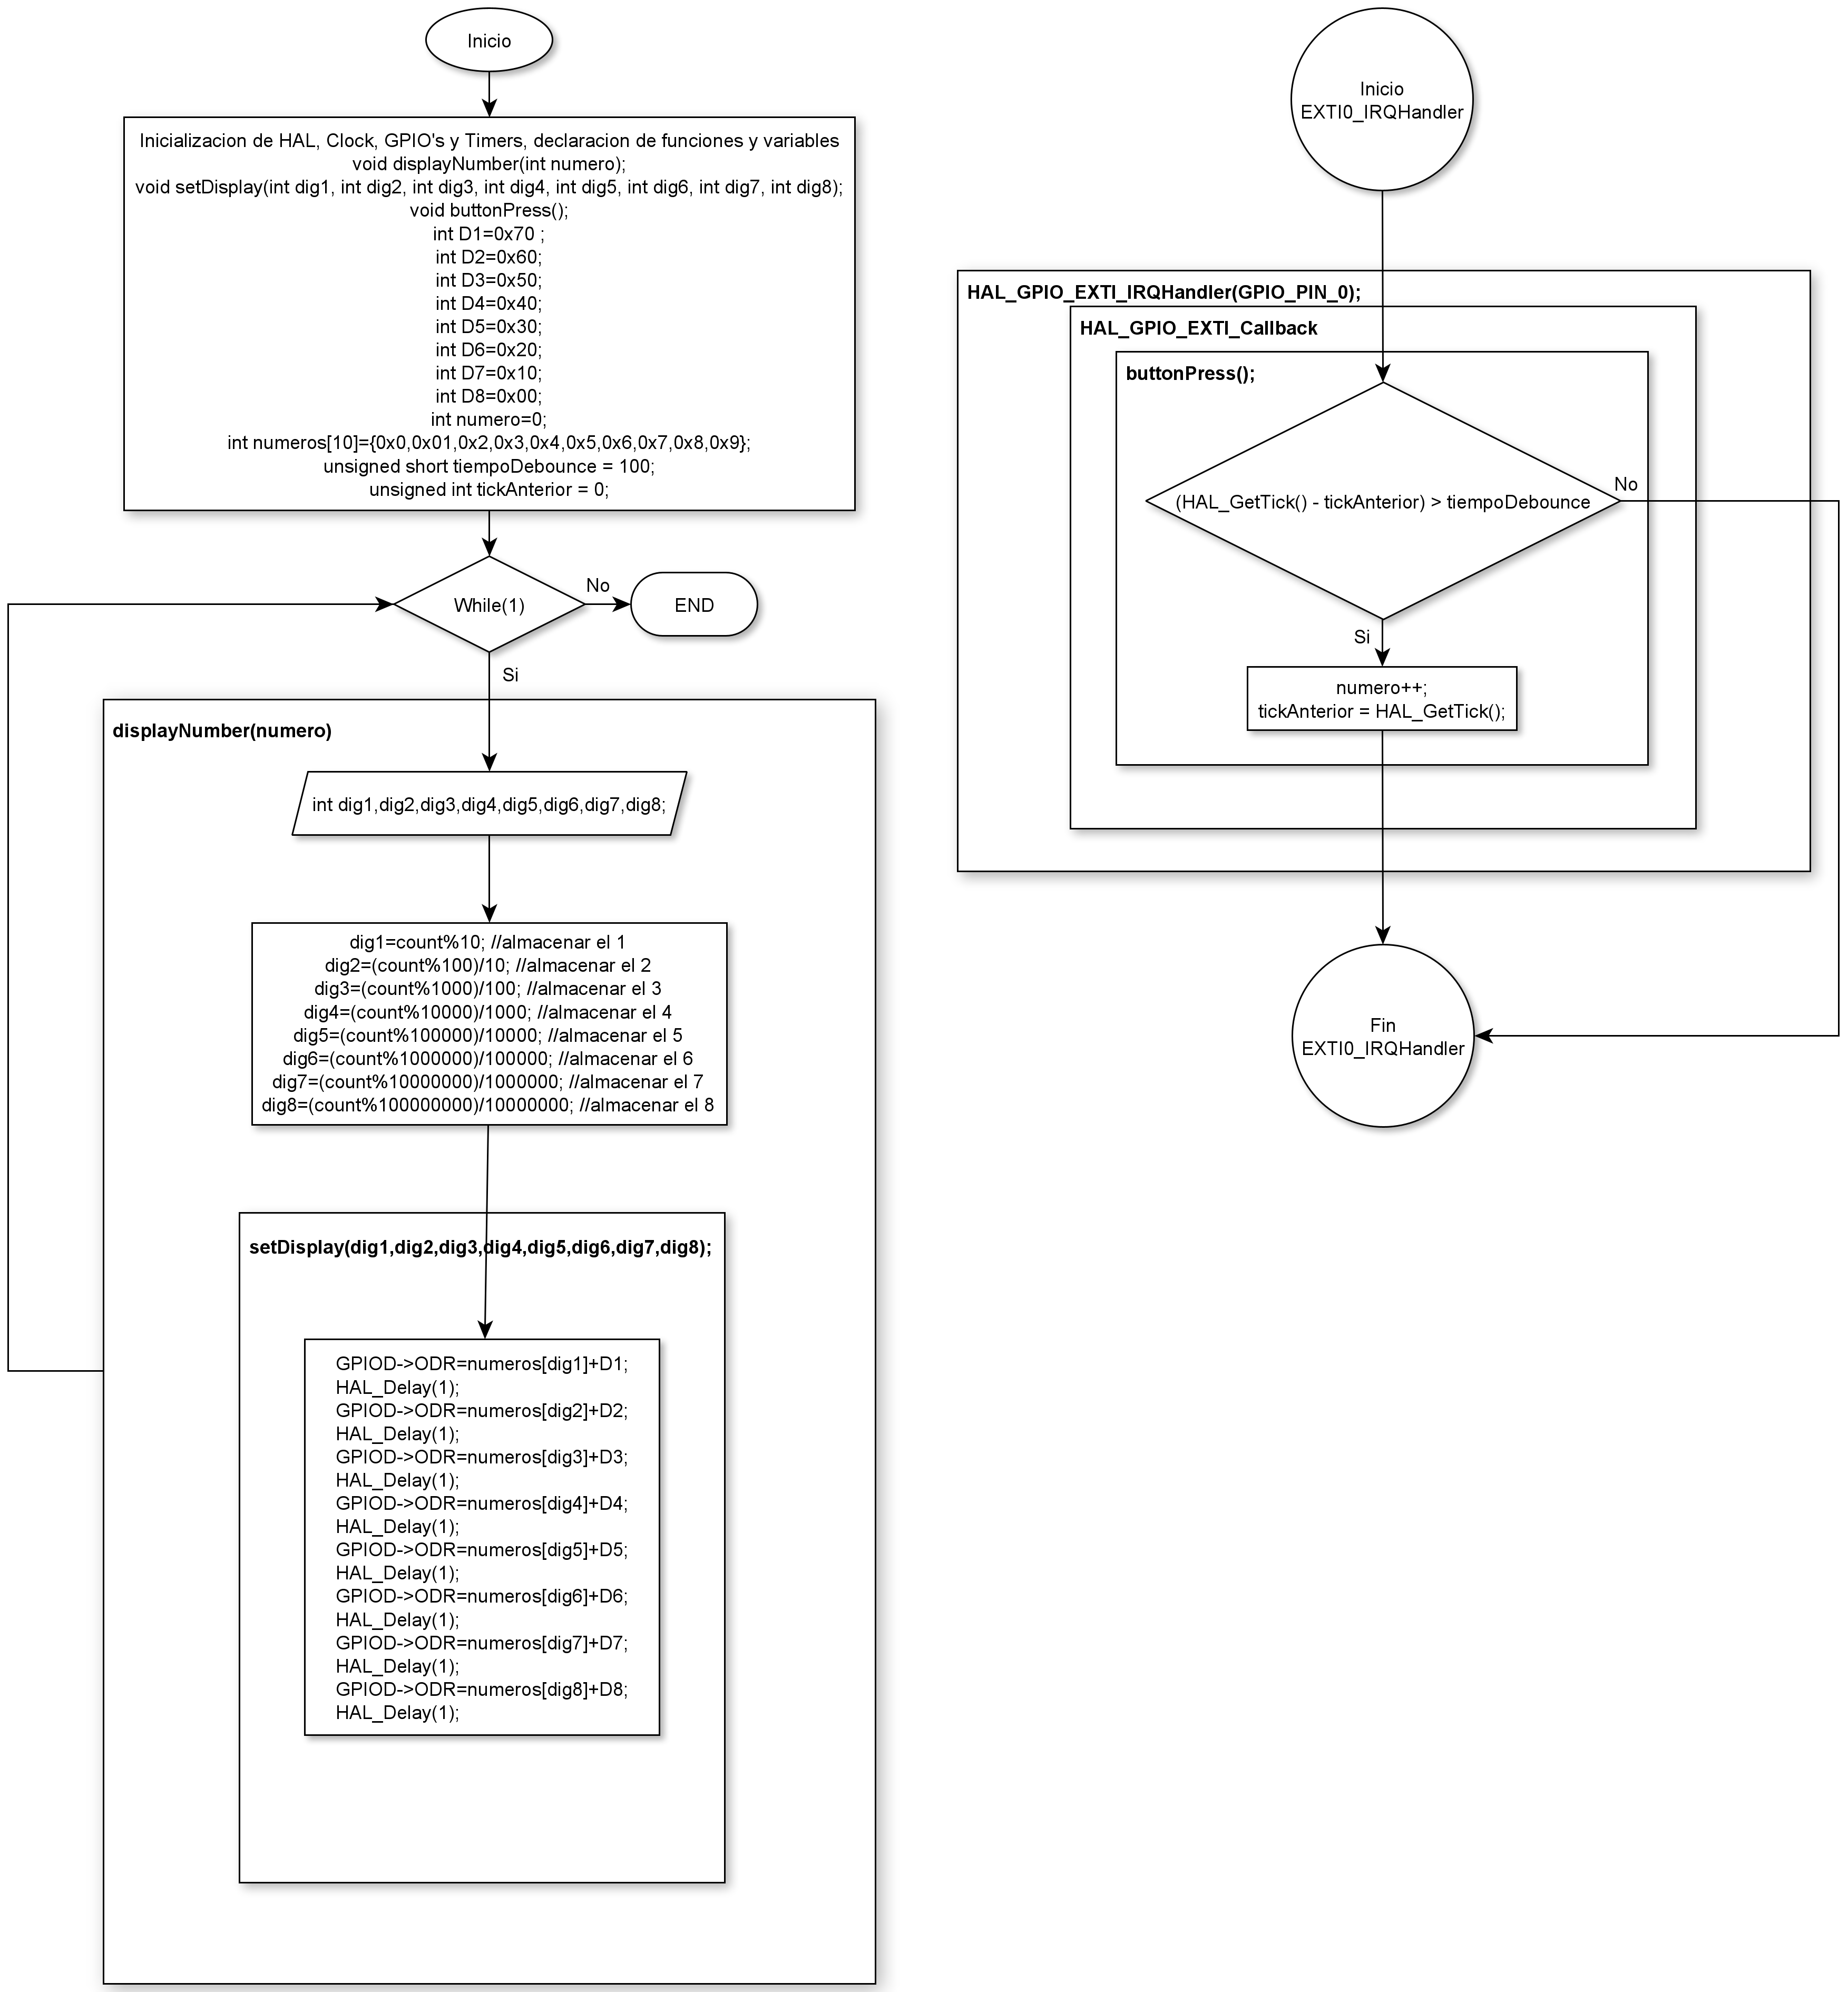 Inicio
Inicializacion de HAL, Clock, GPIO's y Timers, declaracion de funciones y variables
void displayNumber(int numero);
void setDisplay(int dig1, int dig2, int dig3, int dig4, int dig5, int dig6, int dig7, int dig8);
void buttonPress();
int D1=0x70 ;
int D2=0x60;
int D3=0x50;
int D4=0x40;
int D5=0x30;
int D6=0x20;
int D7=0x10;
int D8=0x00;
int numero=0;
int numeros[10]={0x0,0x01,0x2,0x3,0x4,0x5,0x6,0x7,0x8,0x9};
unsigned short tiempoDebounce = 100;
unsigned int tickAnterior = 0;
While(1)
No
END
Si
displayNumber(numero)
int dig1,dig2,dig3,dig4,dig5,dig6,dig7,dig8;
dig1=count%10; //almacenar el 1
dig2=(count%100)/10; //almacenar el 2
dig3=(count%1000)/100; //almacenar el 3
dig4=(count%10000)/1000; //almacenar el 4
dig5=(count%100000)/10000; //almacenar el 5
dig6=(count%1000000)/100000; //almacenar el 6
dig7=(count%10000000)/1000000; //almacenar el 7
dig8=(count%100000000)/10000000; //almacenar el 8
setDisplay(dig1,dig2,dig3,dig4,dig5,dig6,dig7,dig8);
GPIOD->ODR=numeros[dig1]+D1;
HAL_Delay(1);
GPIOD->ODR=numeros[dig2]+D2;
HAL_Delay(1);
GPIOD->ODR=numeros[dig3]+D3;
HAL_Delay(1);
GPIOD->ODR=numeros[dig4]+D4;
HAL_Delay(1);
GPIOD->ODR=numeros[dig5]+D5;
HAL_Delay(1);
GPIOD->ODR=numeros[dig6]+D6;
HAL_Delay(1);
GPIOD->ODR=numeros[dig7]+D7;
HAL_Delay(1);
GPIOD->ODR=numeros[dig8]+D8;
HAL_Delay(1);
Inicio
EXTI0_IRQHandler
HAL_GPIO_EXTI_IRQHandler(GPIO_PIN_0);
HAL_GPIO_EXTI_Callback
buttonPress();
(HAL_GetTick() - tickAnterior) > tiempoDebounce
No
Si
numero++;
tickAnterior = HAL_GetTick();
Fin
EXTI0_IRQHandler